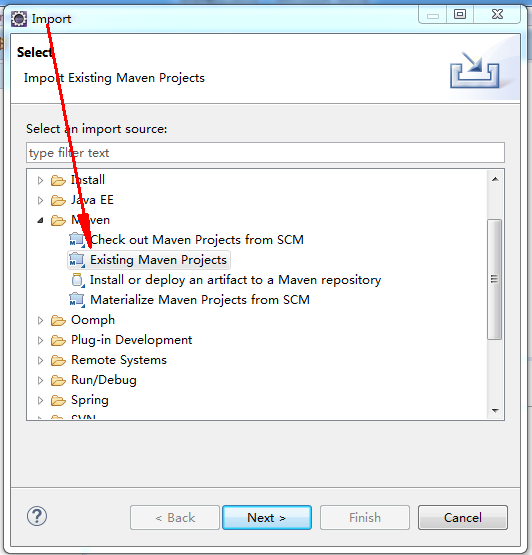 Import
Select
Import Existing Maven Projects
Select an import source:
type filter text
Install
Java EE
Maven
Check out Maven Projects from SCM
Existing Maven Projects
Install or deploy an artifact to a Maven repository
Materialize Maven Projects from SCM
Oomph
Plug-in Development
Remote Systems
Run/Debug
Spring
SVN
< Back
Next >
Finish
Cancel